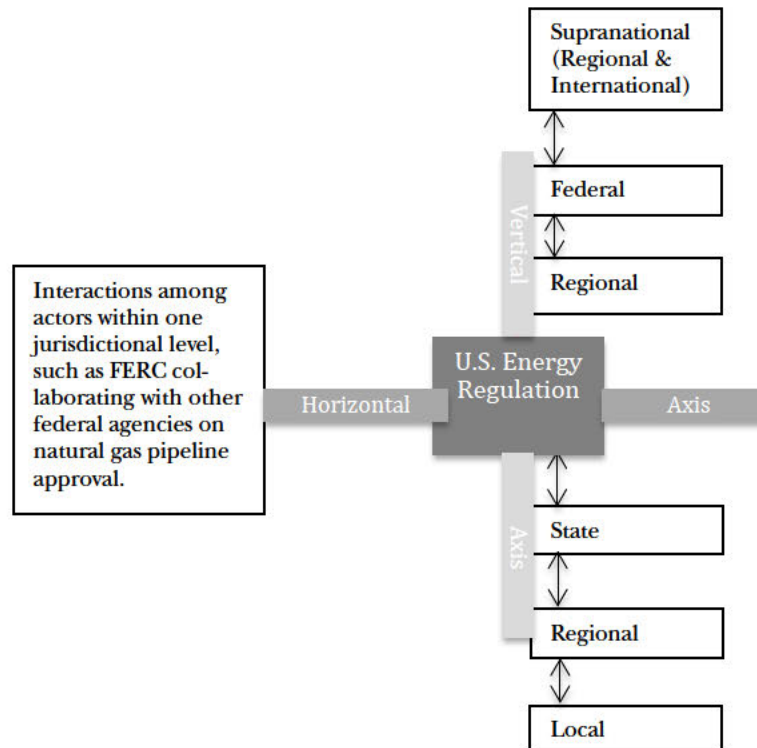 Supranational
(Regional &
International)
Federal
Vertical
Regional
Interactions among
actors within one
jurisdictional level,
such as FERC col-
laborating with other
federal agencies on
natural gas pipeline
approval.
U.S. Energy
Regulation
Horizontal
Axis
State
Axis
Regional
Local